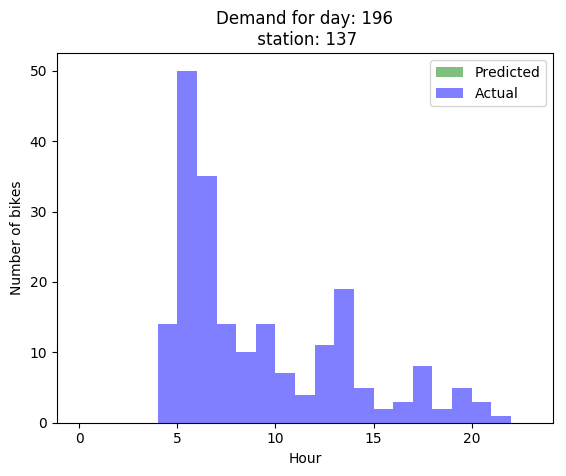 Demand for day: 196
station: 137
Predicted
Actual
Number of bikes
50
40
30
20
10
0
0 5 10 15 20
Hour